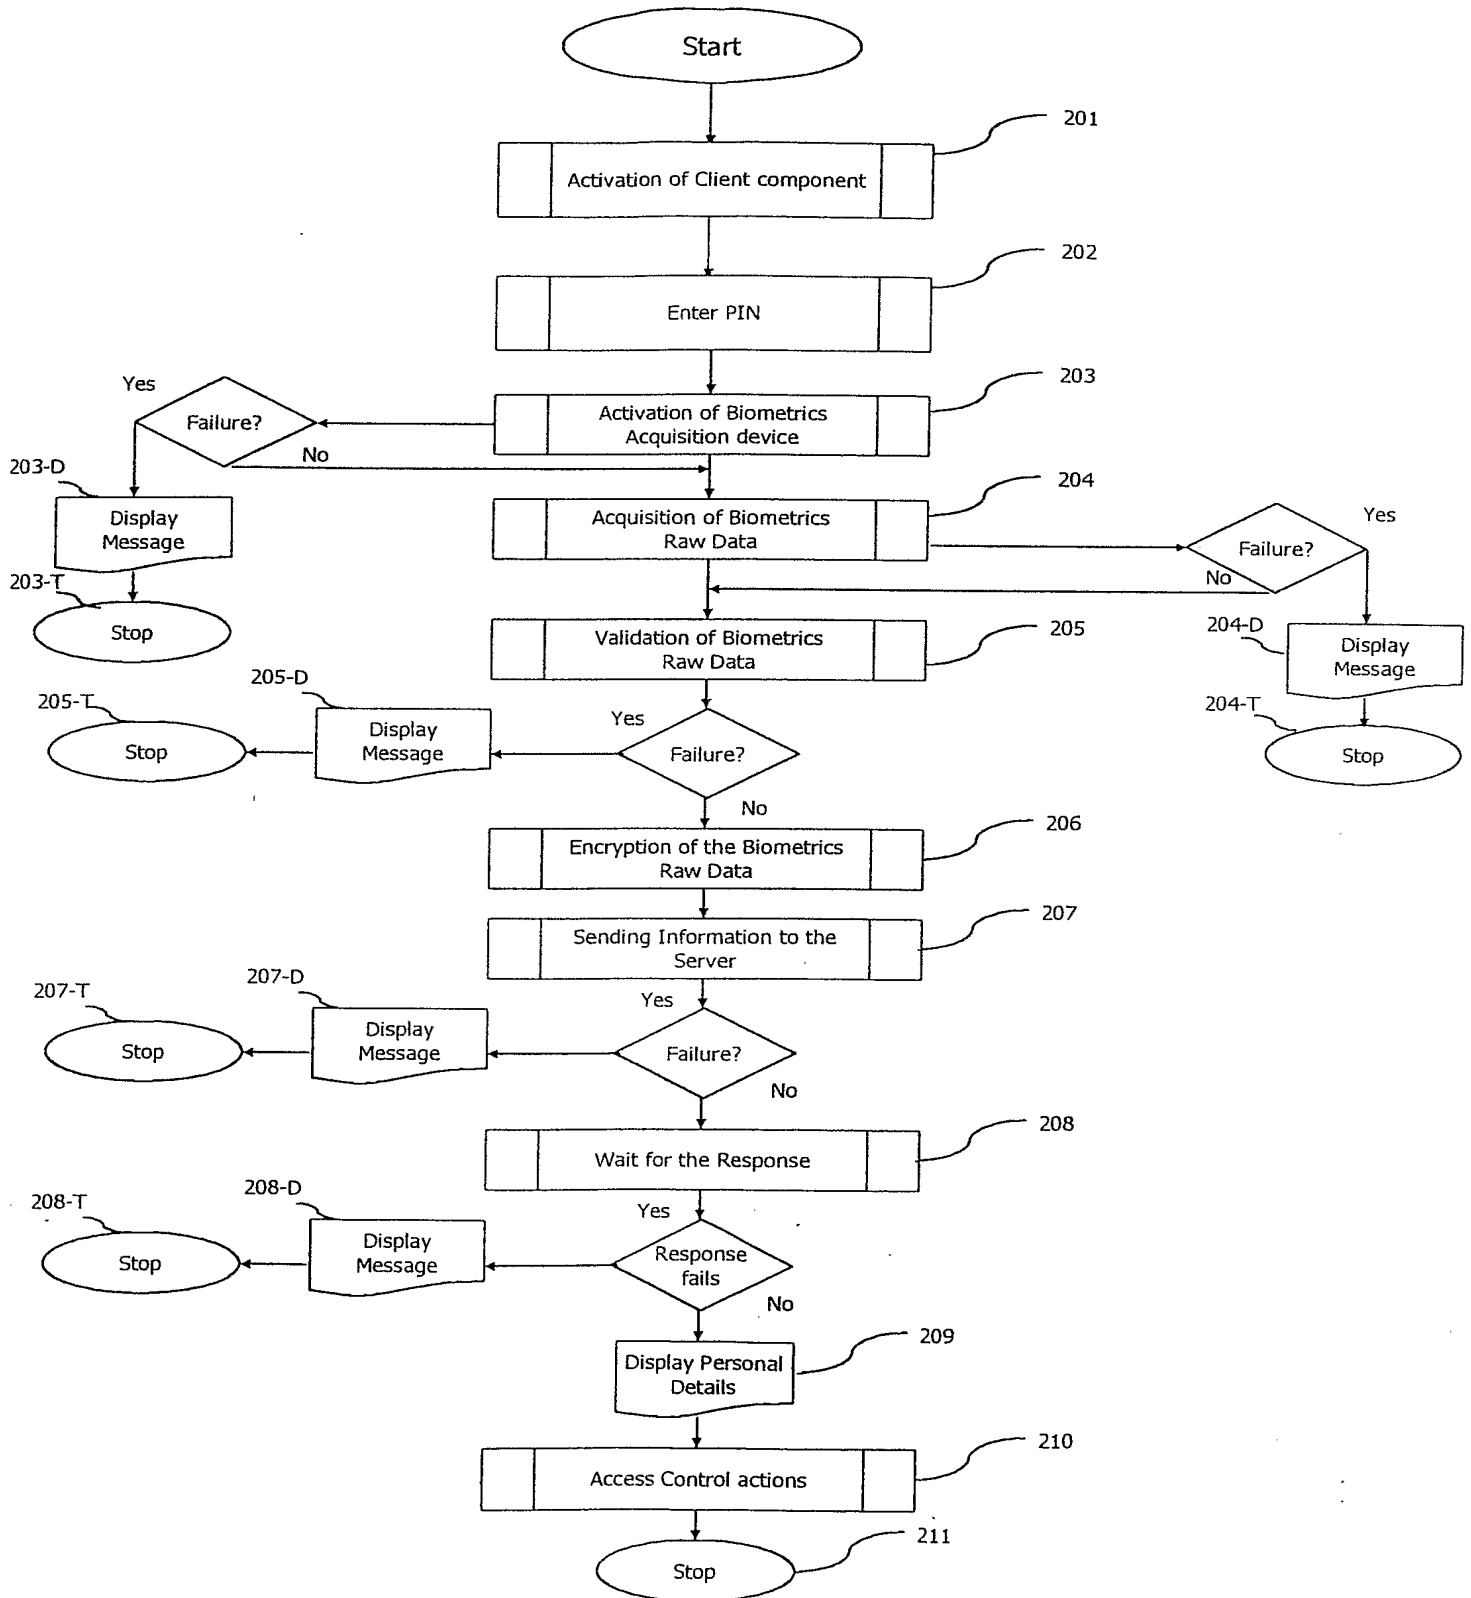 Start
201
Activation of Client component
202
Enter PIN
203
Yes
Failure?
Activation of Biometrics
Acquisition device
No
203-D
204
Display
Message
Acquisition of Biometrics
Raw Data
Yes
Failure?
No
203-T
Stop
205
Validation of Biometrics
Raw Data
204-D
Display
Message
204-T
Stop
205-T
205-D
Stop
Display
Message
Yes
Failure?
No
206
Encryption of the Biometrics
Raw Data
207
Sending Information to the
Server
207-T
207-D
Yes
Stop
Display
Message
Failure?
No
208
Wait for the Response
208-T
208-D
Yes
Stop
Display
Message
Response
fails
No
209
Display Personal
Details
210
Access Control actions
211
Stop